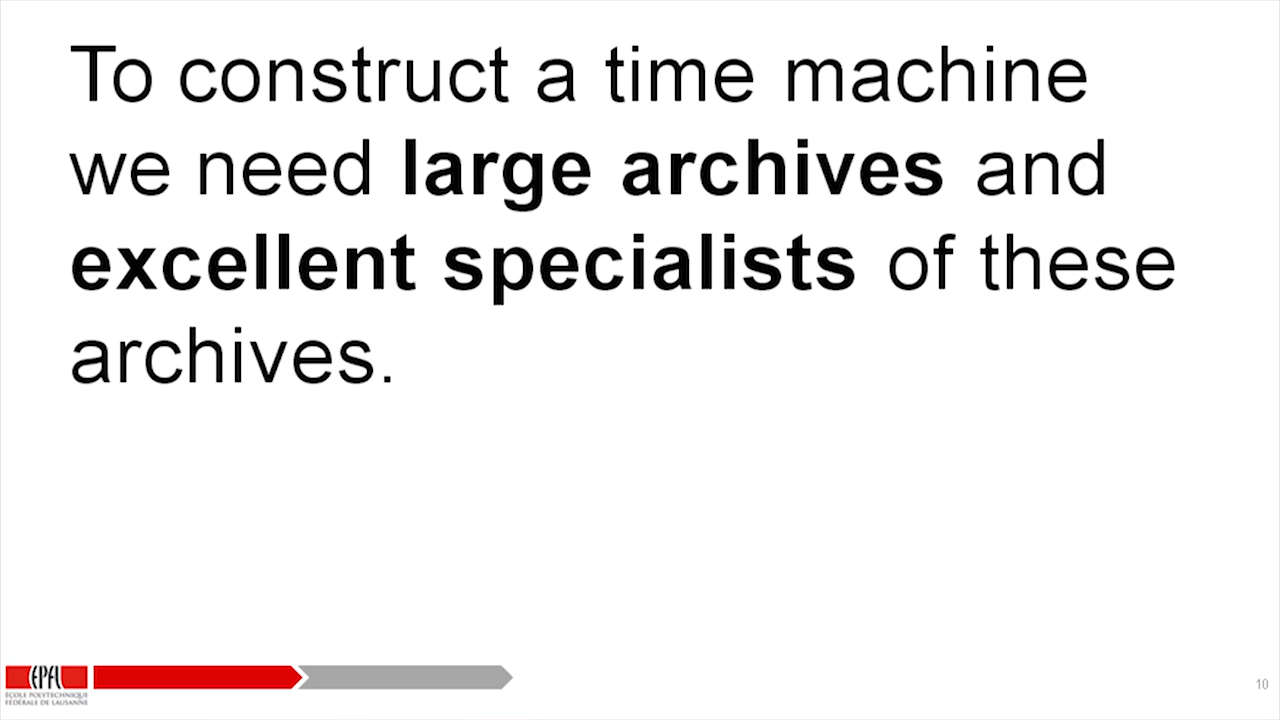 To construct a time machine
we need large archives and
excellent specialists of these
archives.
EPFL
ÉCOLE POLYTECHNIQUE
FÉDÉRALE DE LAUSANNE
10